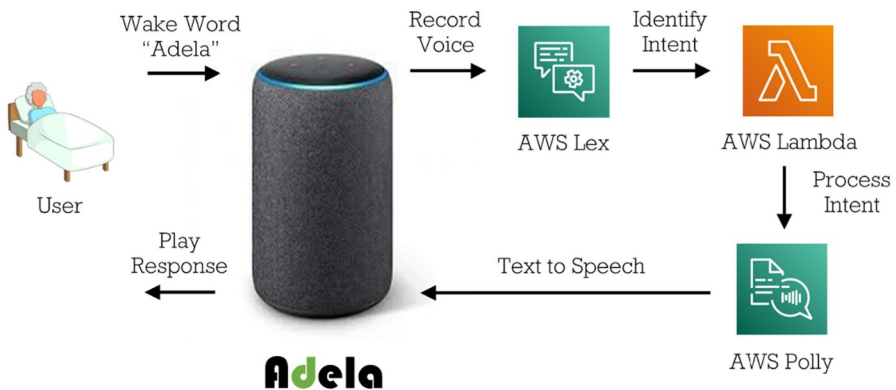 Wake Word
“Adela”
Record
Voice
Identify
Intent
User
AWS Lex
AWS Lambda
Process
Intent
Play
Response
Text to Speech
AWS Polly
Adela